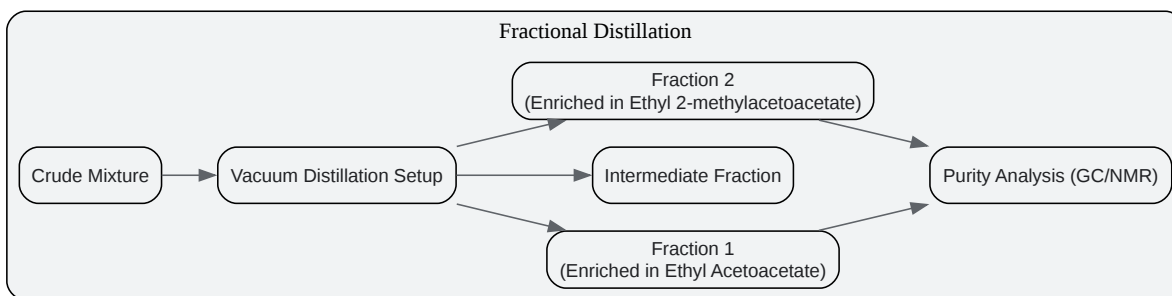 Fractional Distillation
Fraction 2
(Enriched in Ethyl 2-methylacetoacetate)
Crude Mixture
Vacuum Distillation Setup
Intermediate Fraction
Purity Analysis (GC/NMR)
Fraction 1
(Enriched in Ethyl Acetoacetate)